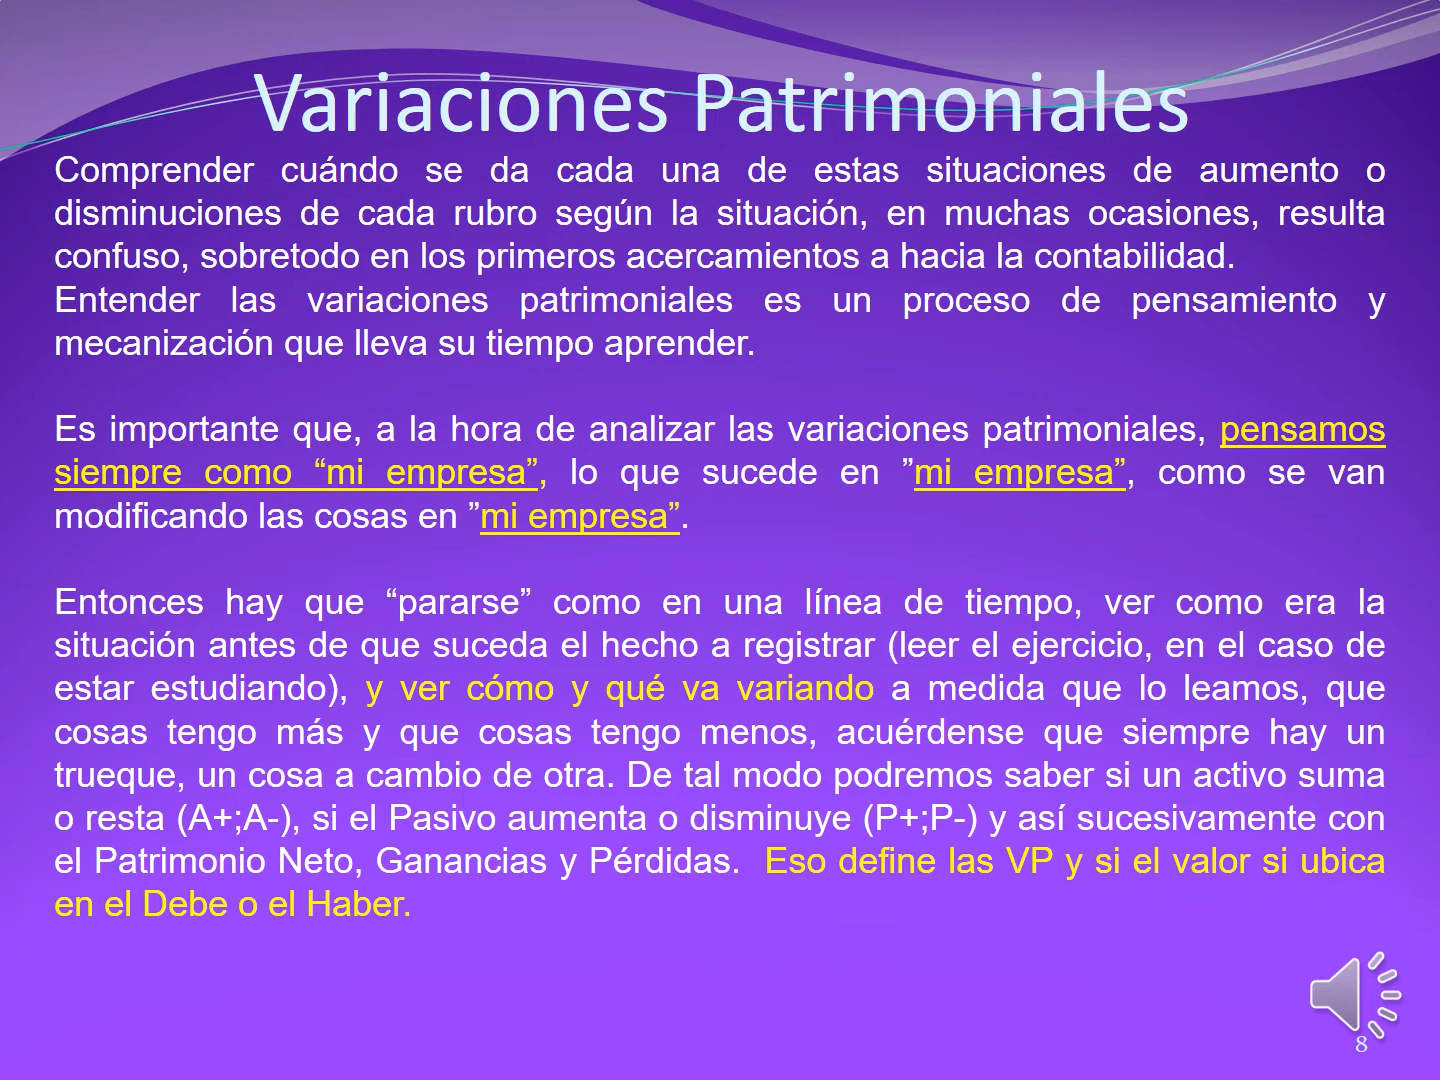 Variaciones Patrimoniales
Comprender cuándo se da cada una de estas situaciones de aumento o
disminuciones de cada rubro según la situación, en muchas ocasiones, resulta
confuso, sobretodo en los primeros acercamientos a hacia la contabilidad.
Entender las variaciones patrimoniales es un proceso de pensamiento y
mecanización que lleva su tiempo aprender.
Es importante que, a la hora de analizar las variaciones patrimoniales, pensamos
siempre como “mi empresa”, lo que sucede en ”mi empresa”, como se van
modificando las cosas en ”mi empresa”.
Entonces hay que “pararse” como en una línea de tiempo, ver como era la
situación antes de que suceda el hecho a registrar (leer el ejercicio, en el caso de
estar estudiando), y ver cómo y qué va variando a medida que lo leamos, que
cosas tengo más y que cosas tengo menos, acuérdense que siempre hay un
trueque, un cosa a cambio de otra. De tal modo podremos saber si un activo suma
o resta (A+;A-), si el Pasivo aumenta o disminuye (P+;P-) y así sucesivamente con
el Patrimonio Neto, Ganancias y Pérdidas. Eso define las VP y si el valor si ubica
en el Debe o el Haber.
8